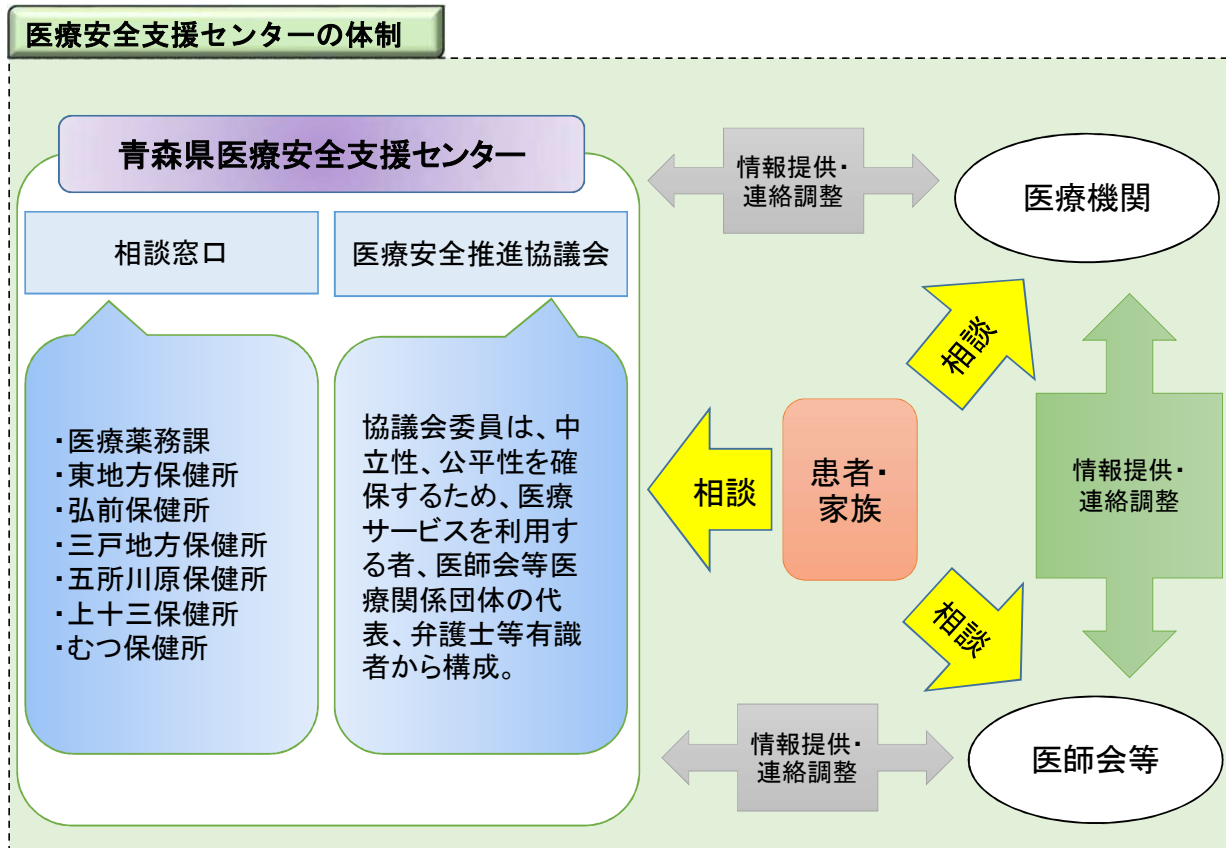 医療安全支援センターの体制
青森県医療安全支援センター
相談窓口
・医療薬務課
・東地方保健所
・弘前保健所
・三戸地方保健所
・五所川原保健所
・上十三保健所
・むつ保健所
医療安全推進協議会
協議会委員は、中
立性、公平性を確
保するため、医療
サービスを利用す
る者、医師会等医
療関係団体の代
表、弁護士等有識
者から構成。
情報提供・
連絡調整
医療機関
相談
相談
患者・
家族
情報提供・
連絡調整
相談
情報提供・
連絡調整
医師会等